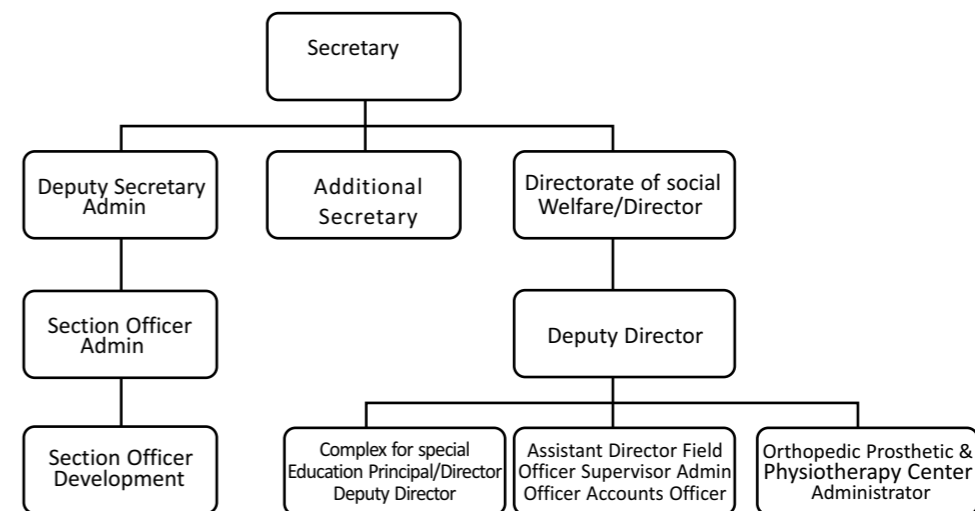 Secretary
Deputy Secretary
Admin
Additional
Secretary
Directorate of social
Welfare/Director
Section Officer
Admin
Deputy Director
Section Officer
Development
Complex for special
Education Principal/Director
Deputy Director
Assistant Director Field
Officer Supervisor Admin
Officer Accounts Officer
Orthopedic Prosthetic &
Physiotherapy Center
Administrator